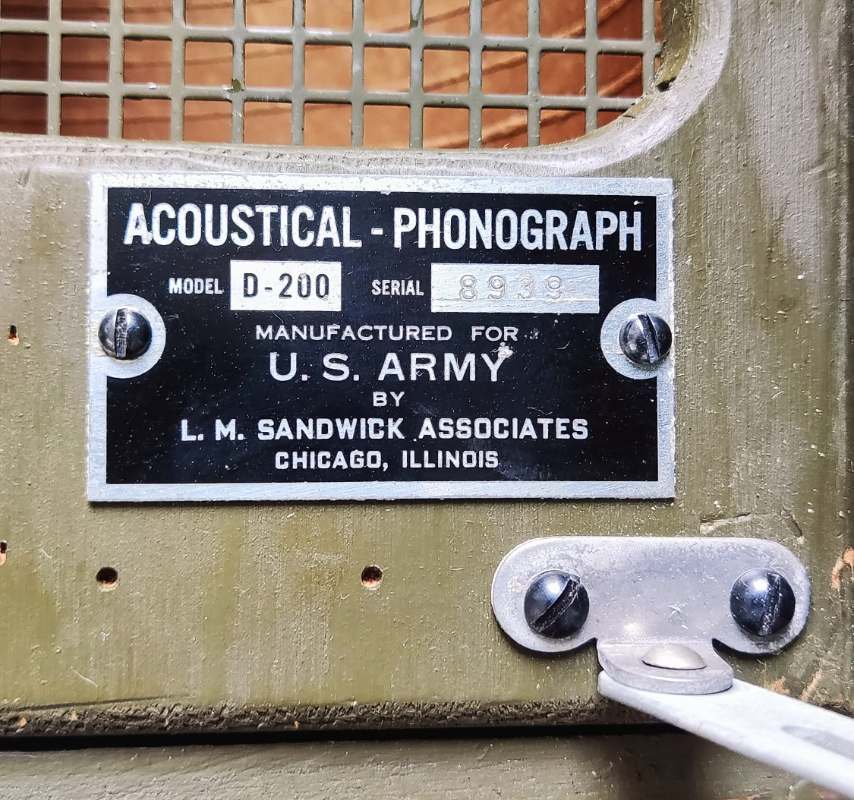 ACOUSTICAL - PHONOGRAPH
MODEL D-200 SERIAL 8939
MANUFACTURED FOR
U. S. ARMY
BY
L. M. SANDWICK ASSOCIATES
CHICAGO, ILLINOIS